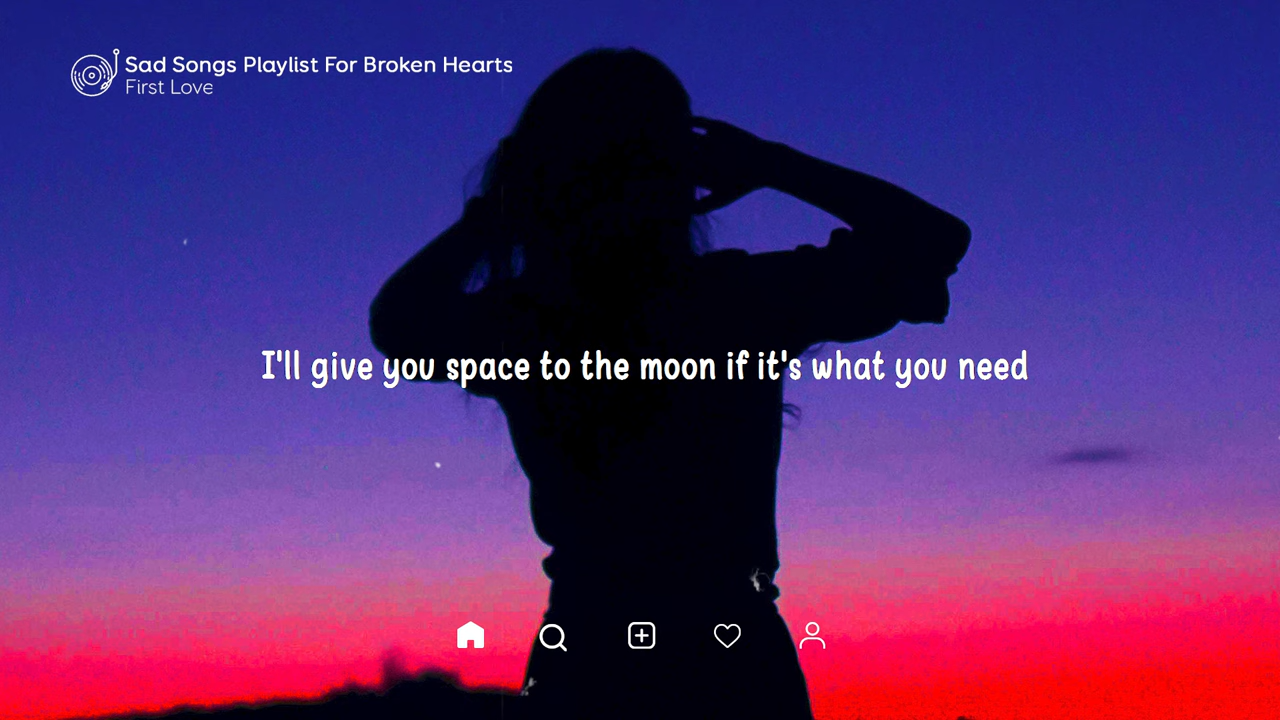 Sad Songs Playlist For Broken Hearts
First Love
I'll give you space to the moon if it's what you need